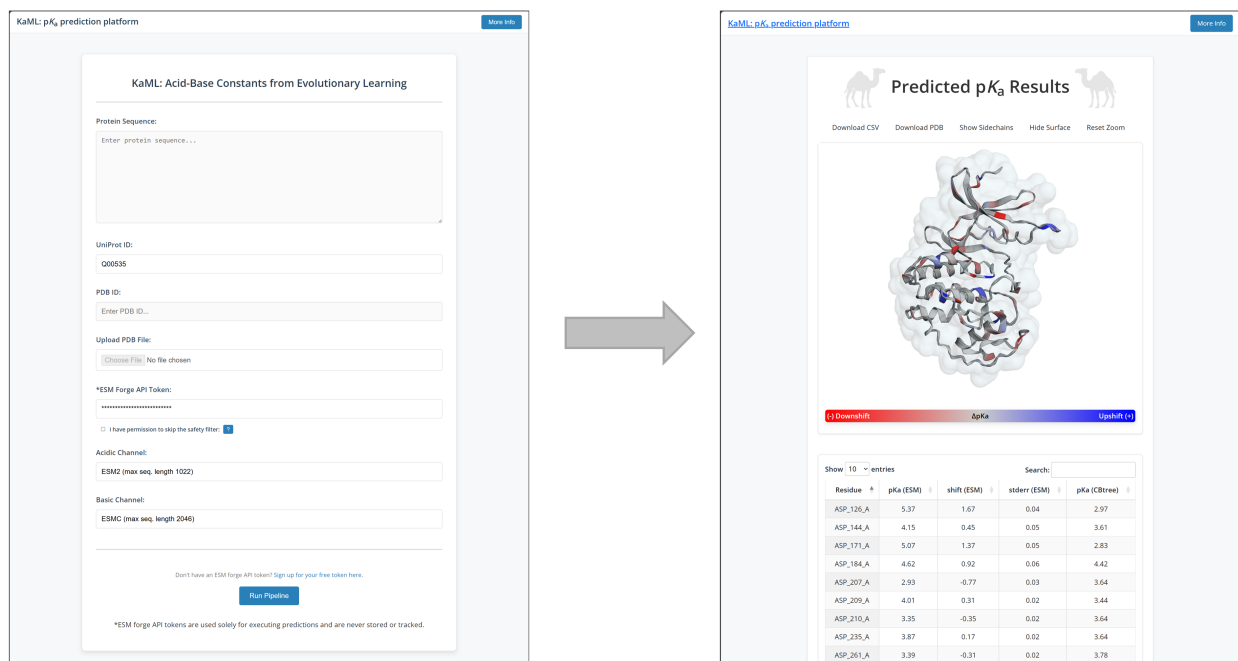 KaML: pKa prediction platform
More Info
KaML: Acid-Base Constants from Evolutionary Learning
Protein Sequence:
Enter protein sequence...
UniProt ID:
Q00535
PDB ID:
Enter PDB ID...
Upload PDB File:
Choose File No file chosen
*ESM Forge API Token:
**************************
I have permission to skip the safety filter: ?
Acidic Channel:
ESM2 (max seq. length 1022)
Basic Channel:
ESMC (max seq. length 2046)
Don't have an ESM forge API token? Sign up for your free token here.
Run Pipeline
*ESM forge API tokens are used solely for executing predictions and are never stored or tracked.
KaML: pKa prediction platform
More Info
Predicted pKa Results
Download CSV Download PDB Show Sidechains Hide Surface Reset Zoom
(-) Downshift ΔpKa Upshift (+)
Show 10 entries Search:
Residue pKa (ESM) shift (ESM) stderr (ESM) pKa (CBtree)
ASP_126_A 5.37 1.67 0.04 2.97
ASP_144_A 4.15 0.45 0.05 3.61
ASP_171_A 5.07 1.37 0.05 2.83
ASP_184_A 4.62 0.92 0.06 4.42
ASP_207_A 2.93 -0.77 0.03 3.64
ASP_209_A 4.01 0.31 0.02 3.44
ASP_210_A 3.35 -0.35 0.02 3.64
ASP_235_A 3.87 0.17 0.02 3.64
ASP_261_A 3.39 -0.31 0.02 3.78